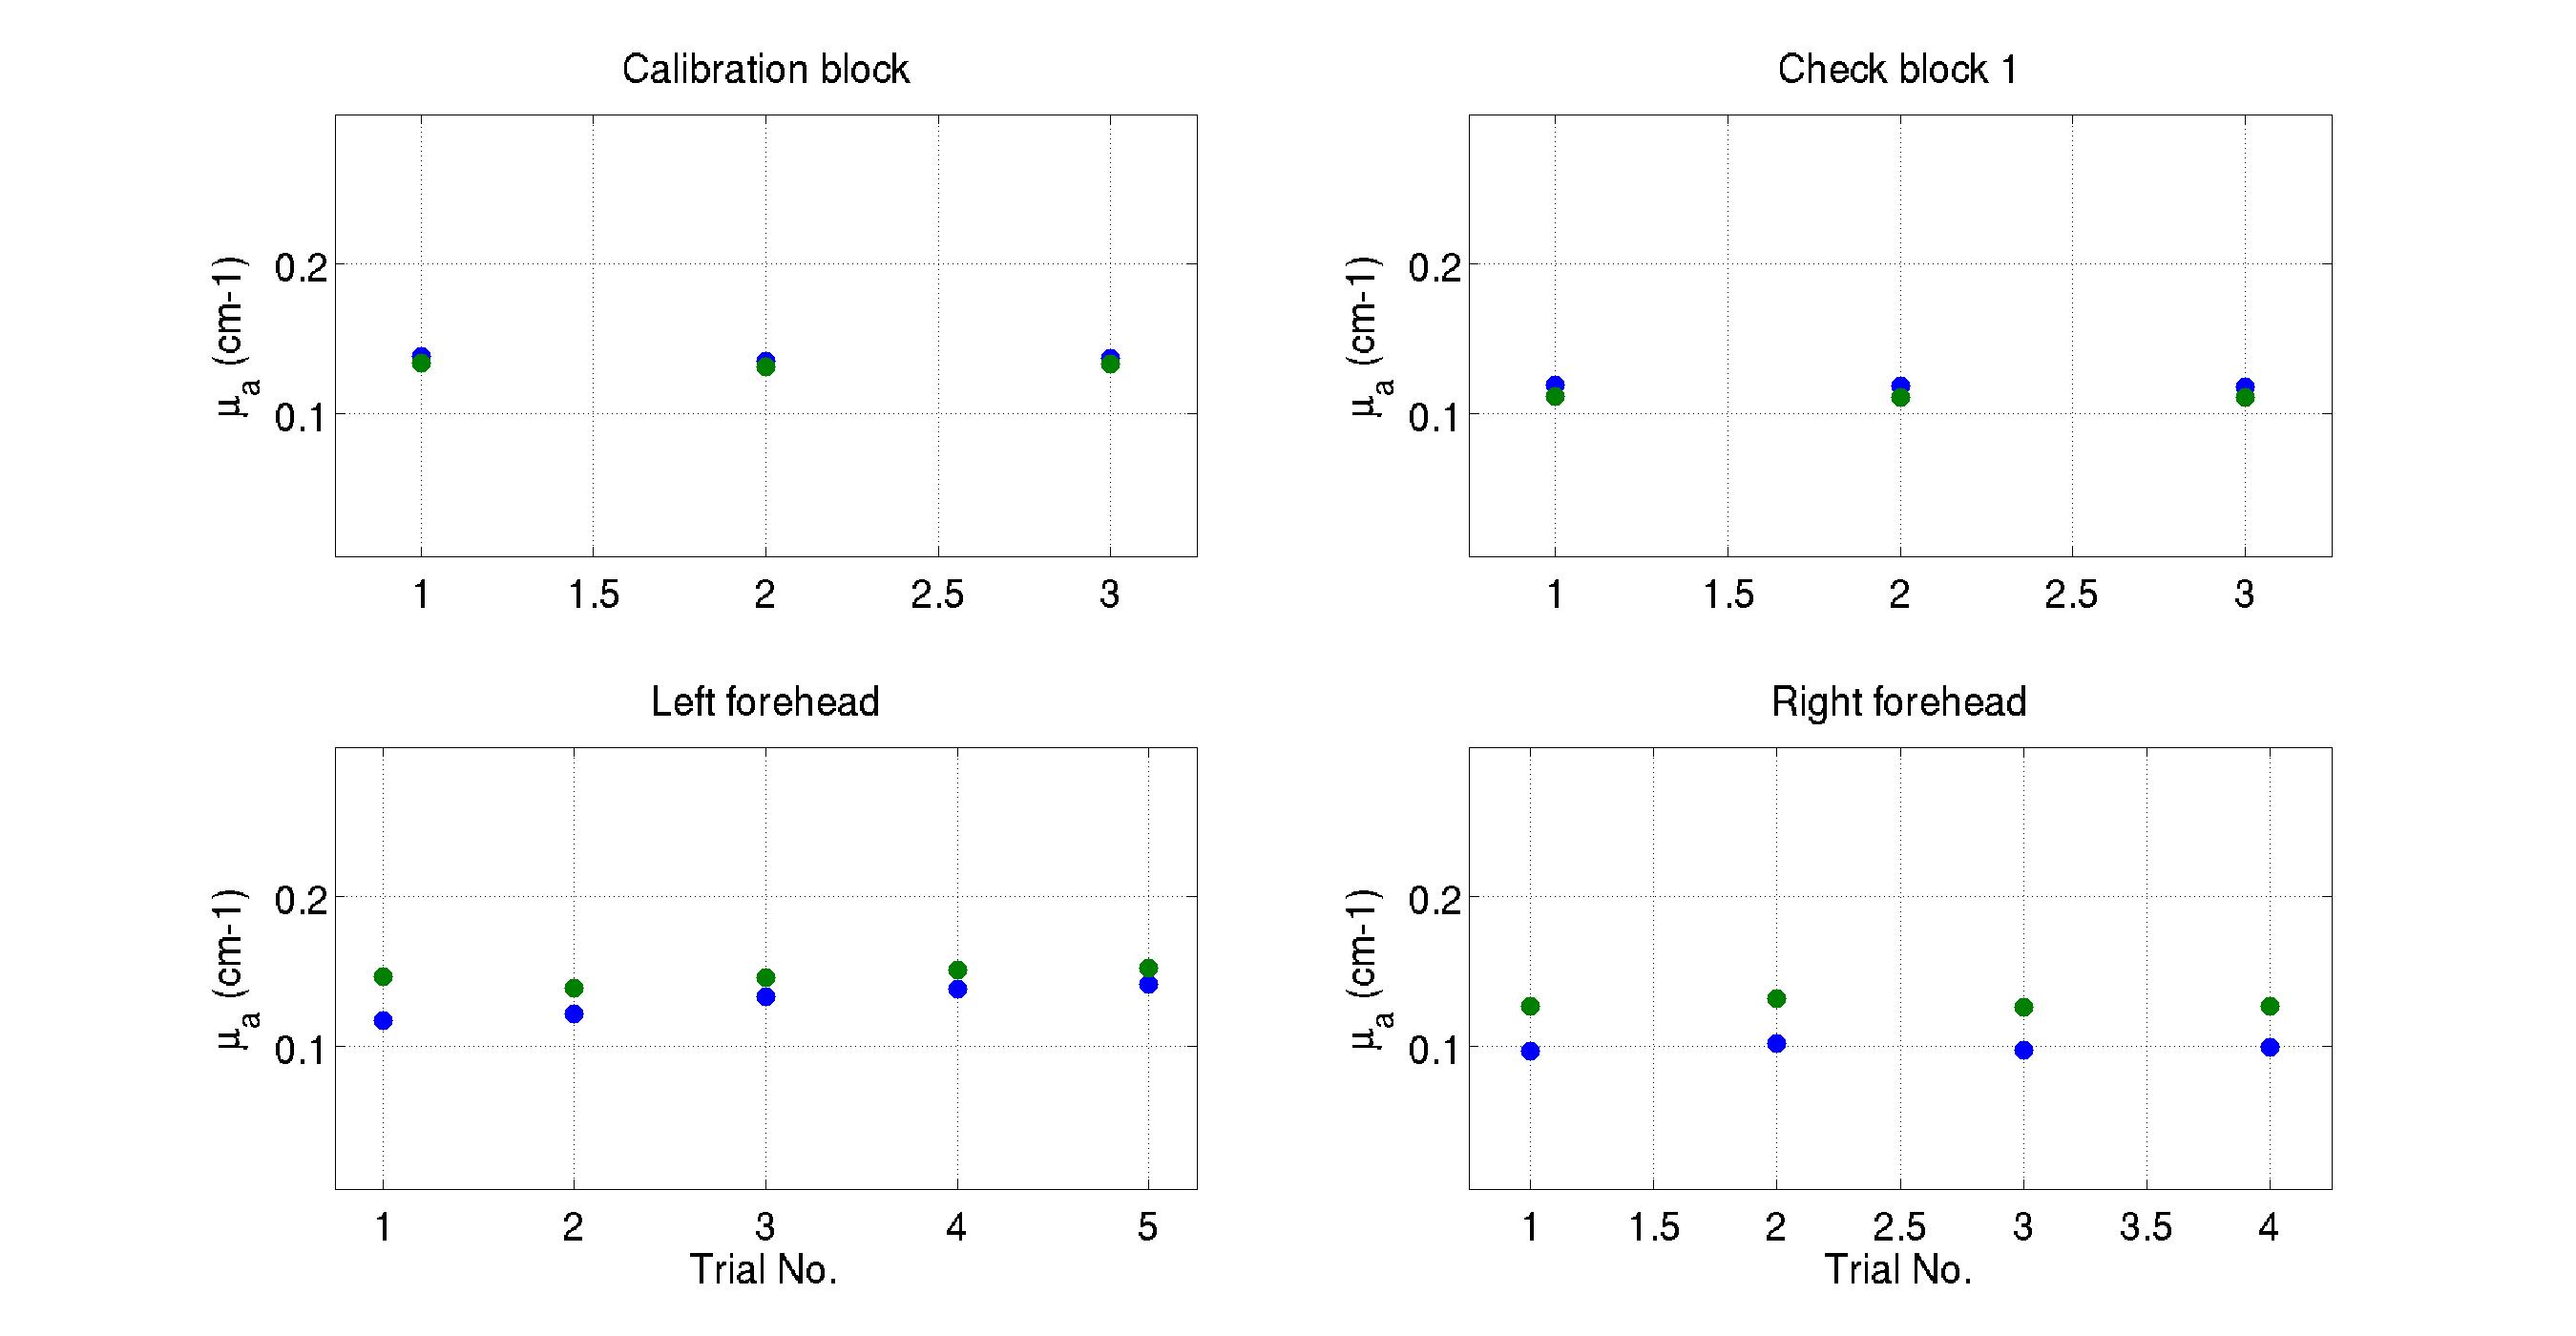 Calibration block
μa (cm-1)
0.2
0.1
1 1.5 2 2.5 3
Check block 1
μa (cm-1)
0.2
0.1
1 1.5 2 2.5 3
Left forehead
μa (cm-1)
0.2
0.1
1 2 3 4 5
Trial No.
Right forehead
μa (cm-1)
0.2
0.1
1 1.5 2 2.5 3 3.5 4
Trial No.